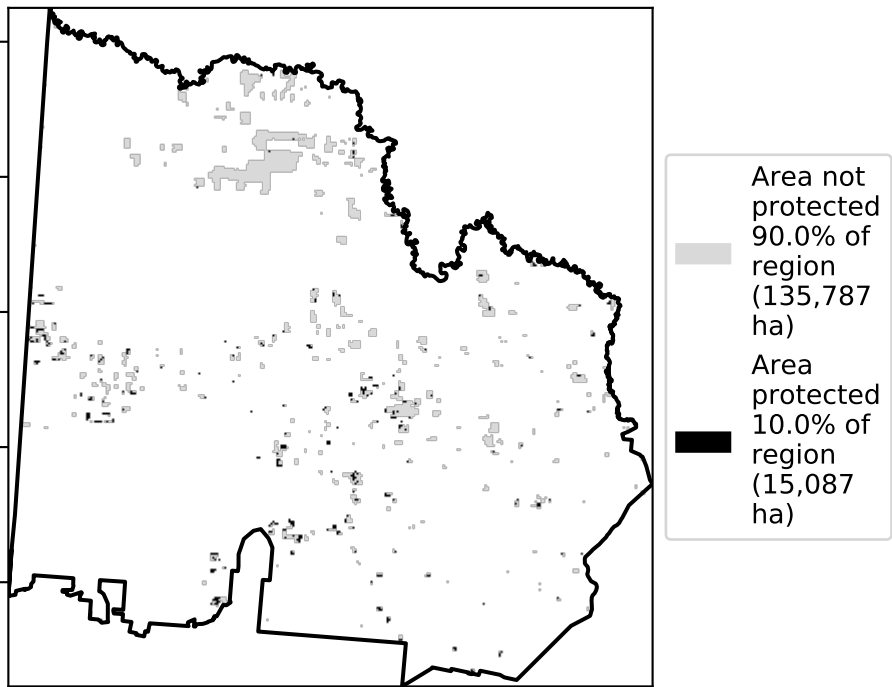 Area not
protected
90.0% of
region
(135,787
ha)
Area
protected
10.0% of
region
(15,087
ha)